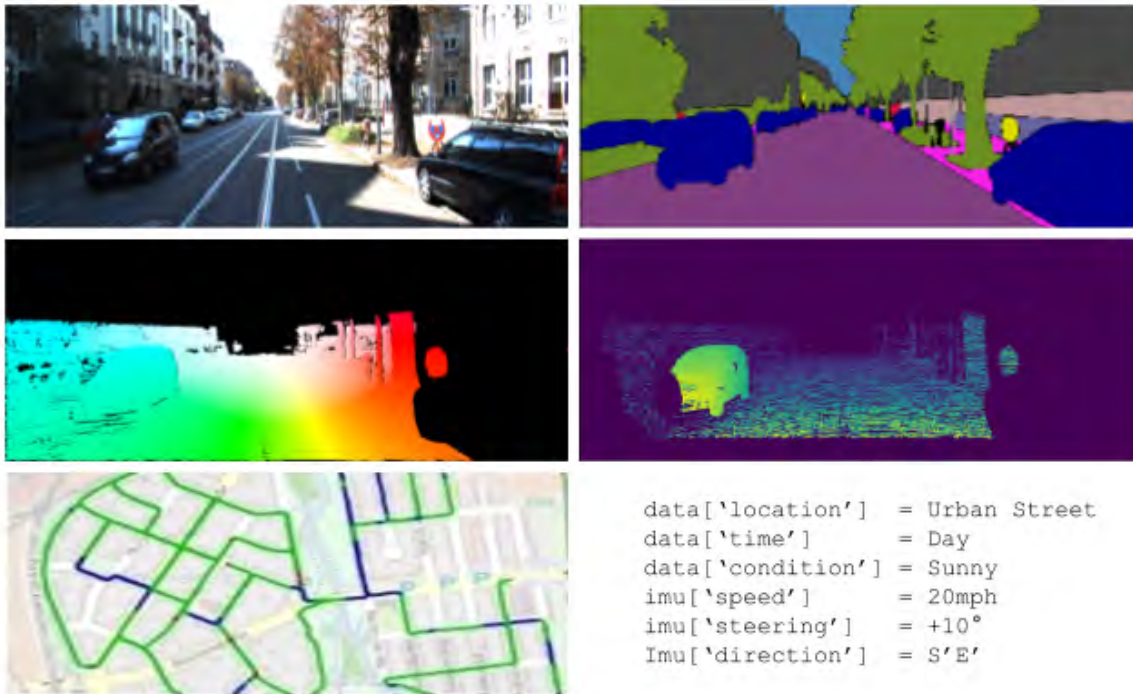 data[‘location’] = Urban Street
data[‘time’] = Day
data[‘condition’] = Sunny
imu[‘speed’] = 20mph
imu[‘steering’] = +10°
Imu[‘direction’] = S’E’